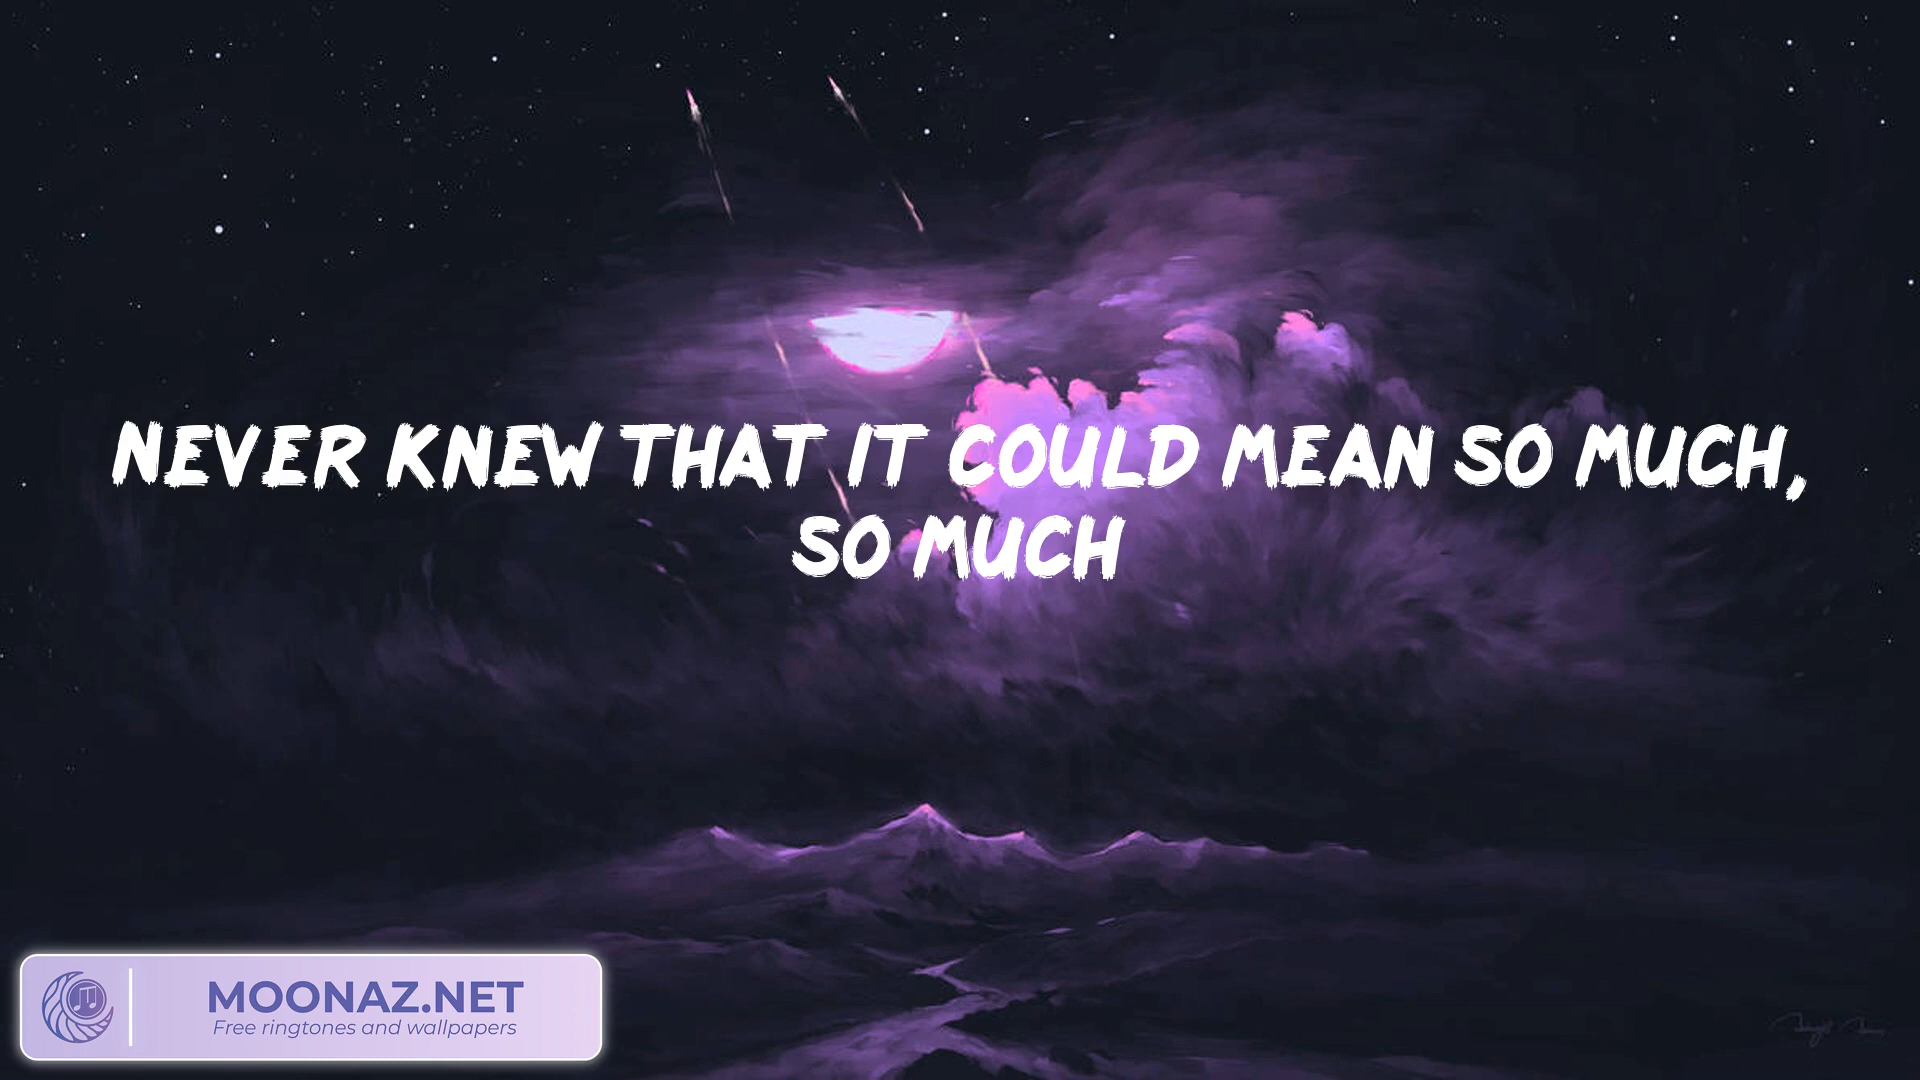 NEVER KNEW THAT IT COULD MEAN SO MUCH,
SO MUCH
MOONAZ.NET
Free ringtones and wallpapers